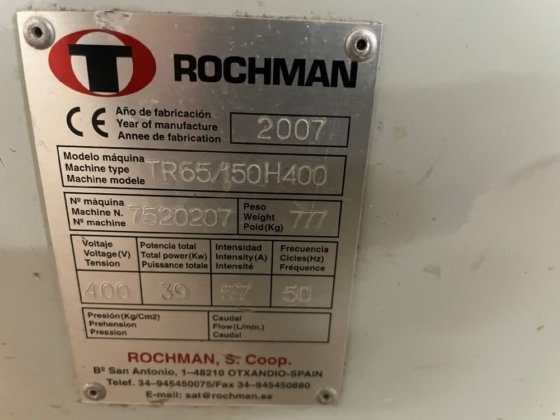 T ROCHMAN
CE
Año de fabricación
Year of manufacture
Annee de fabrication
2007
Modelo máquina
Machine type
Machine modele
TR65/150H400
Nº máquina
Machine N.
Nº machine
7520207
Peso
Weight
Poid(Kg)
777
Voltaje
Voltage(V)
Tension
Potencia total
Total power(Kw)
Puissance totale
Intensidad
Intensity(A)
Intensité
Frecuencia
Cicles(Hz)
Fréquence
400
39
57
50
Presión(Kg/Cm2)
Prehension
Pression
Caudal
Flow(L/min.)
Caudal
ROCHMAN, S. Coop.
Bº San Antonio, 1-48210 OTXANDIO-SPAIN
Telef. 34-945450075/Fax 34-945450880
E-mail: sat@rochman.es